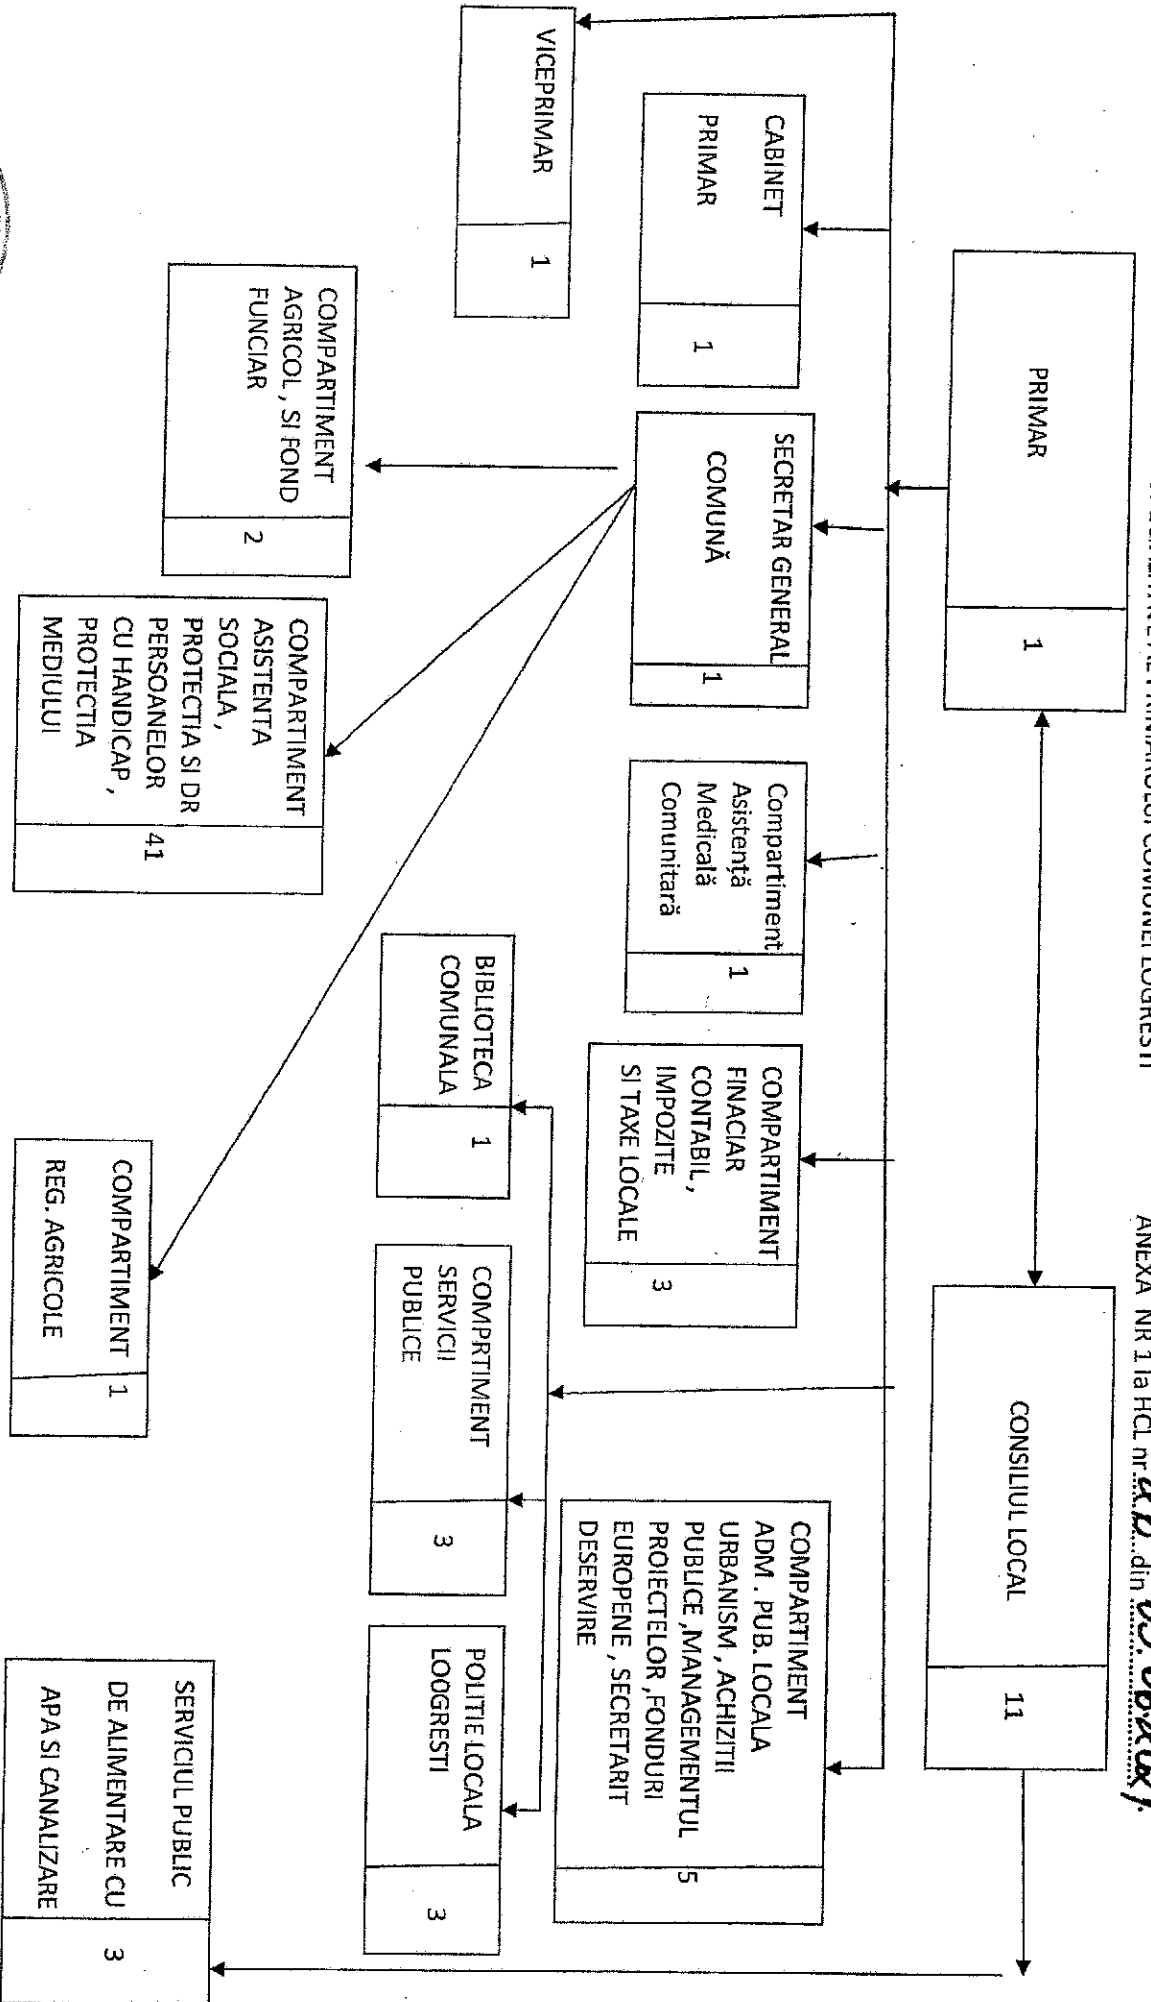 COMUNEI LOGRESTI
ANEXA NR 1 la HCL nr din
PRIMAR
1
CONSILIUL LOCAL
11
CABINET
PRIMAR
1
SECRETAR GENERAL
COMUNĂ
1
Compartiment
Asistență
Medicală
Comunitară
1
COMPARTIMENT
FINACIAR
CONTABIL ,
IMPOZITE
SI TAXE LOCALE
3
COMPARTIMENT
ADM . PUB. LOCALA
URBANISM , ACHIZITII
PUBLICE ,MANAGEMENTUL
PROIECTELOR ,FONDURI
EUROPENE , SECRETARIT
DESERVIRE
5
VICEPRIMAR
1
BIBLIOTECA
COMUNALA
1
COMPRTIMENT
SERVICII
PUBLICE
3
POLITIE LOCALA
LOOGRESTI
3
COMPARTIMENT
AGRICOL , SI FOND
FUNCIAR
2
COMPARTIMENT
ASISTENTA
SOCIALA ,
PROTECTIA SI DR
PERSOANELOR
CU HANDICAP ,
PROTECTIA
MEDIULUI
41
COMPARTIMENT
REG. AGRICOLE
1
SERVICIUL PUBLIC
DE ALIMENTARE CU
APA SI CANALIZARE
3